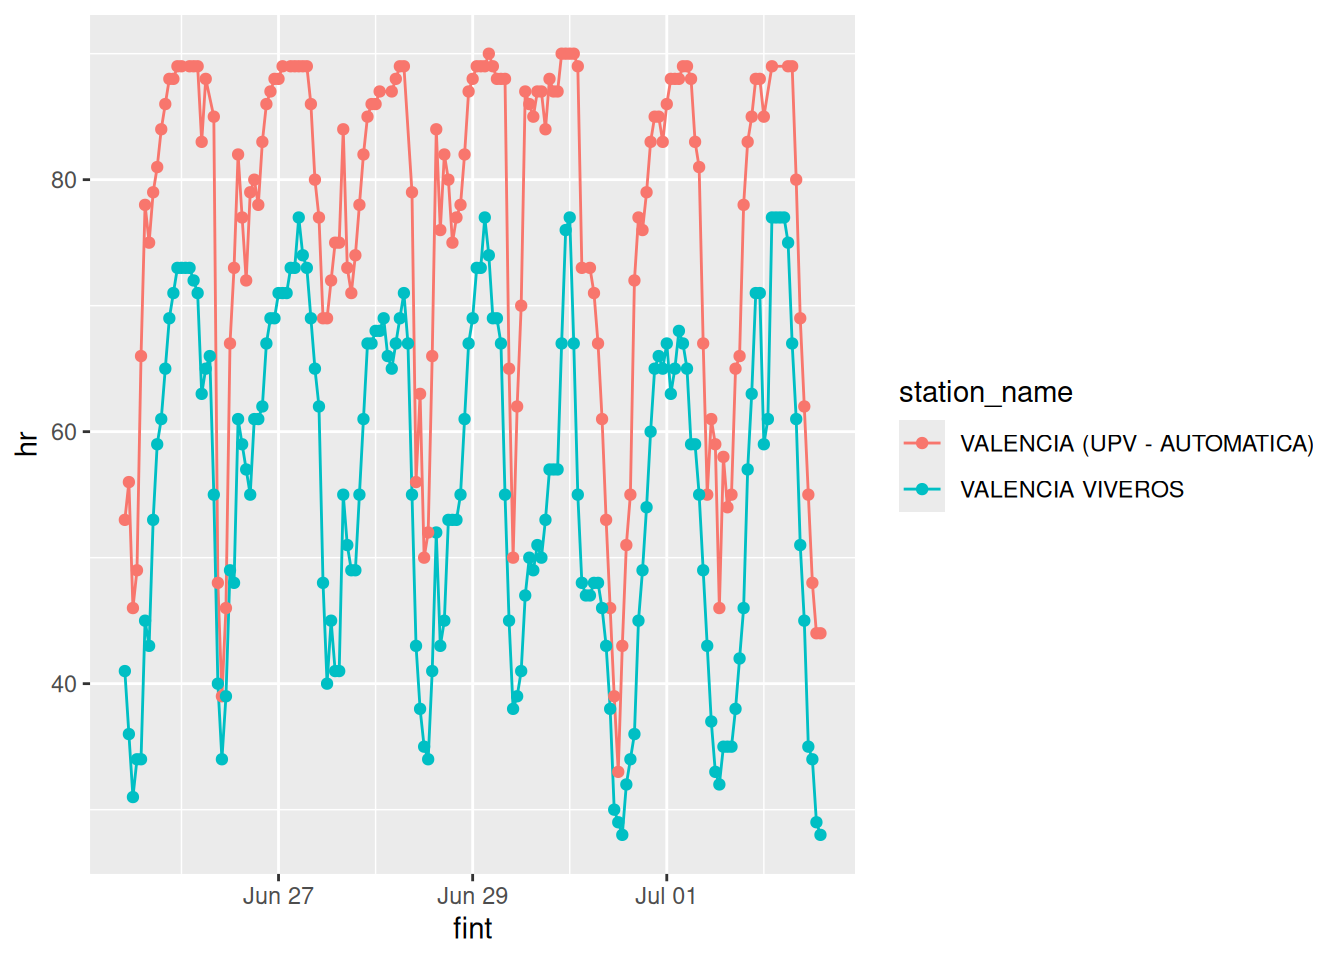 80
60
40
hr
Jun 27
Jun 29
Jul 01
fint
station_name
VALENCIA (UPV - AUTOMATICA)
VALENCIA VIVEROS